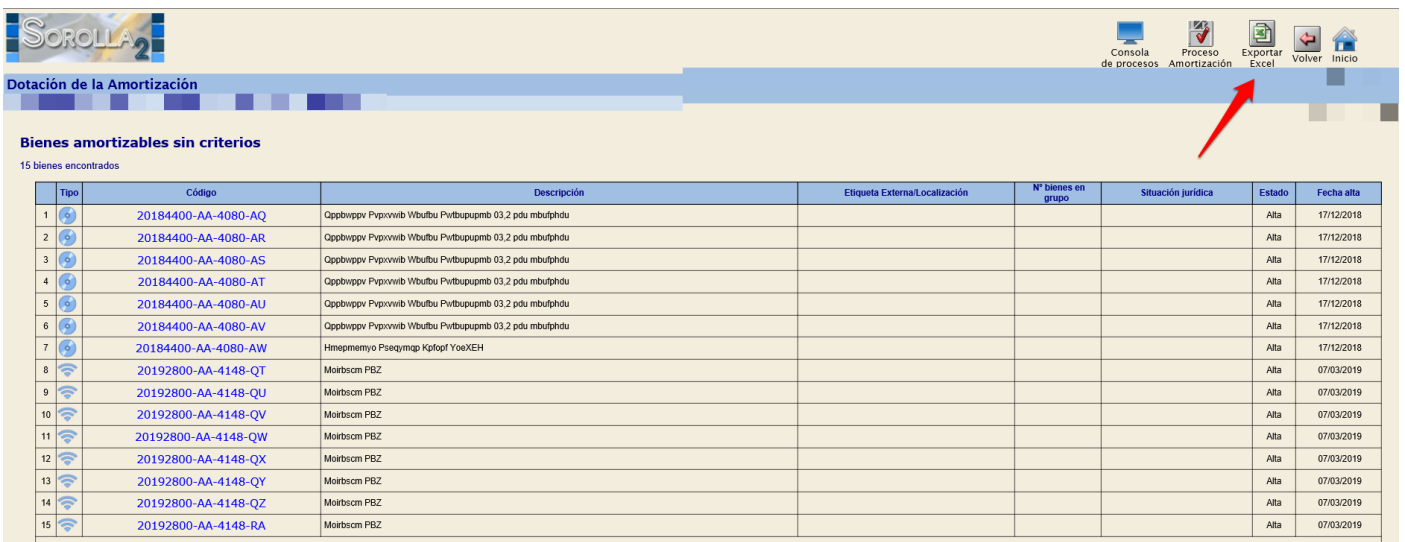 SOROLLA2
Consola de procesos
Proceso Amortización
Exportar Excel
Volver
Inicio
Dotación de la Amortización
Bienes amortizables sin criterios
15 bienes encontrados
Tipo Código Descripción Etiqueta Externa/Localización Nº bienes en grupo Situación jurídica Estado Fecha alta
1 20184400-AA-4080-AQ Qppbwppv Pvpxvwib Wbufbu Pwtbupupmb 03,2 pdu mbufphdu Alta 17/12/2018
2 20184400-AA-4080-AR Qppbwppv Pvpxvwib Wbufbu Pwtbupupmb 03,2 pdu mbufphdu Alta 17/12/2018
3 20184400-AA-4080-AS Qppbwppv Pvpxvwib Wbufbu Pwtbupupmb 03,2 pdu mbufphdu Alta 17/12/2018
4 20184400-AA-4080-AT Qppbwppv Pvpxvwib Wbufbu Pwtbupupmb 03,2 pdu mbufphdu Alta 17/12/2018
5 20184400-AA-4080-AU Qppbwppv Pvpxvwib Wbufbu Pwtbupupmb 03,2 pdu mbufphdu Alta 17/12/2018
6 20184400-AA-4080-AV Qppbwppv Pvpxvwib Wbufbu Pwtbupupmb 03,2 pdu mbufphdu Alta 17/12/2018
7 20184400-AA-4080-AW Hmepmemyo Pseqymqp Kpfopf YoeXEH Alta 17/12/2018
8 20192800-AA-4148-QT Moirbscm PBZ Alta 07/03/2019
9 20192800-AA-4148-QU Moirbscm PBZ Alta 07/03/2019
10 20192800-AA-4148-QV Moirbscm PBZ Alta 07/03/2019
11 20192800-AA-4148-QW Moirbscm PBZ Alta 07/03/2019
12 20192800-AA-4148-QX Moirbscm PBZ Alta 07/03/2019
13 20192800-AA-4148-QY Moirbscm PBZ Alta 07/03/2019
14 20192800-AA-4148-QZ Moirbscm PBZ Alta 07/03/2019
15 20192800-AA-4148-RA Moirbscm PBZ Alta 07/03/2019